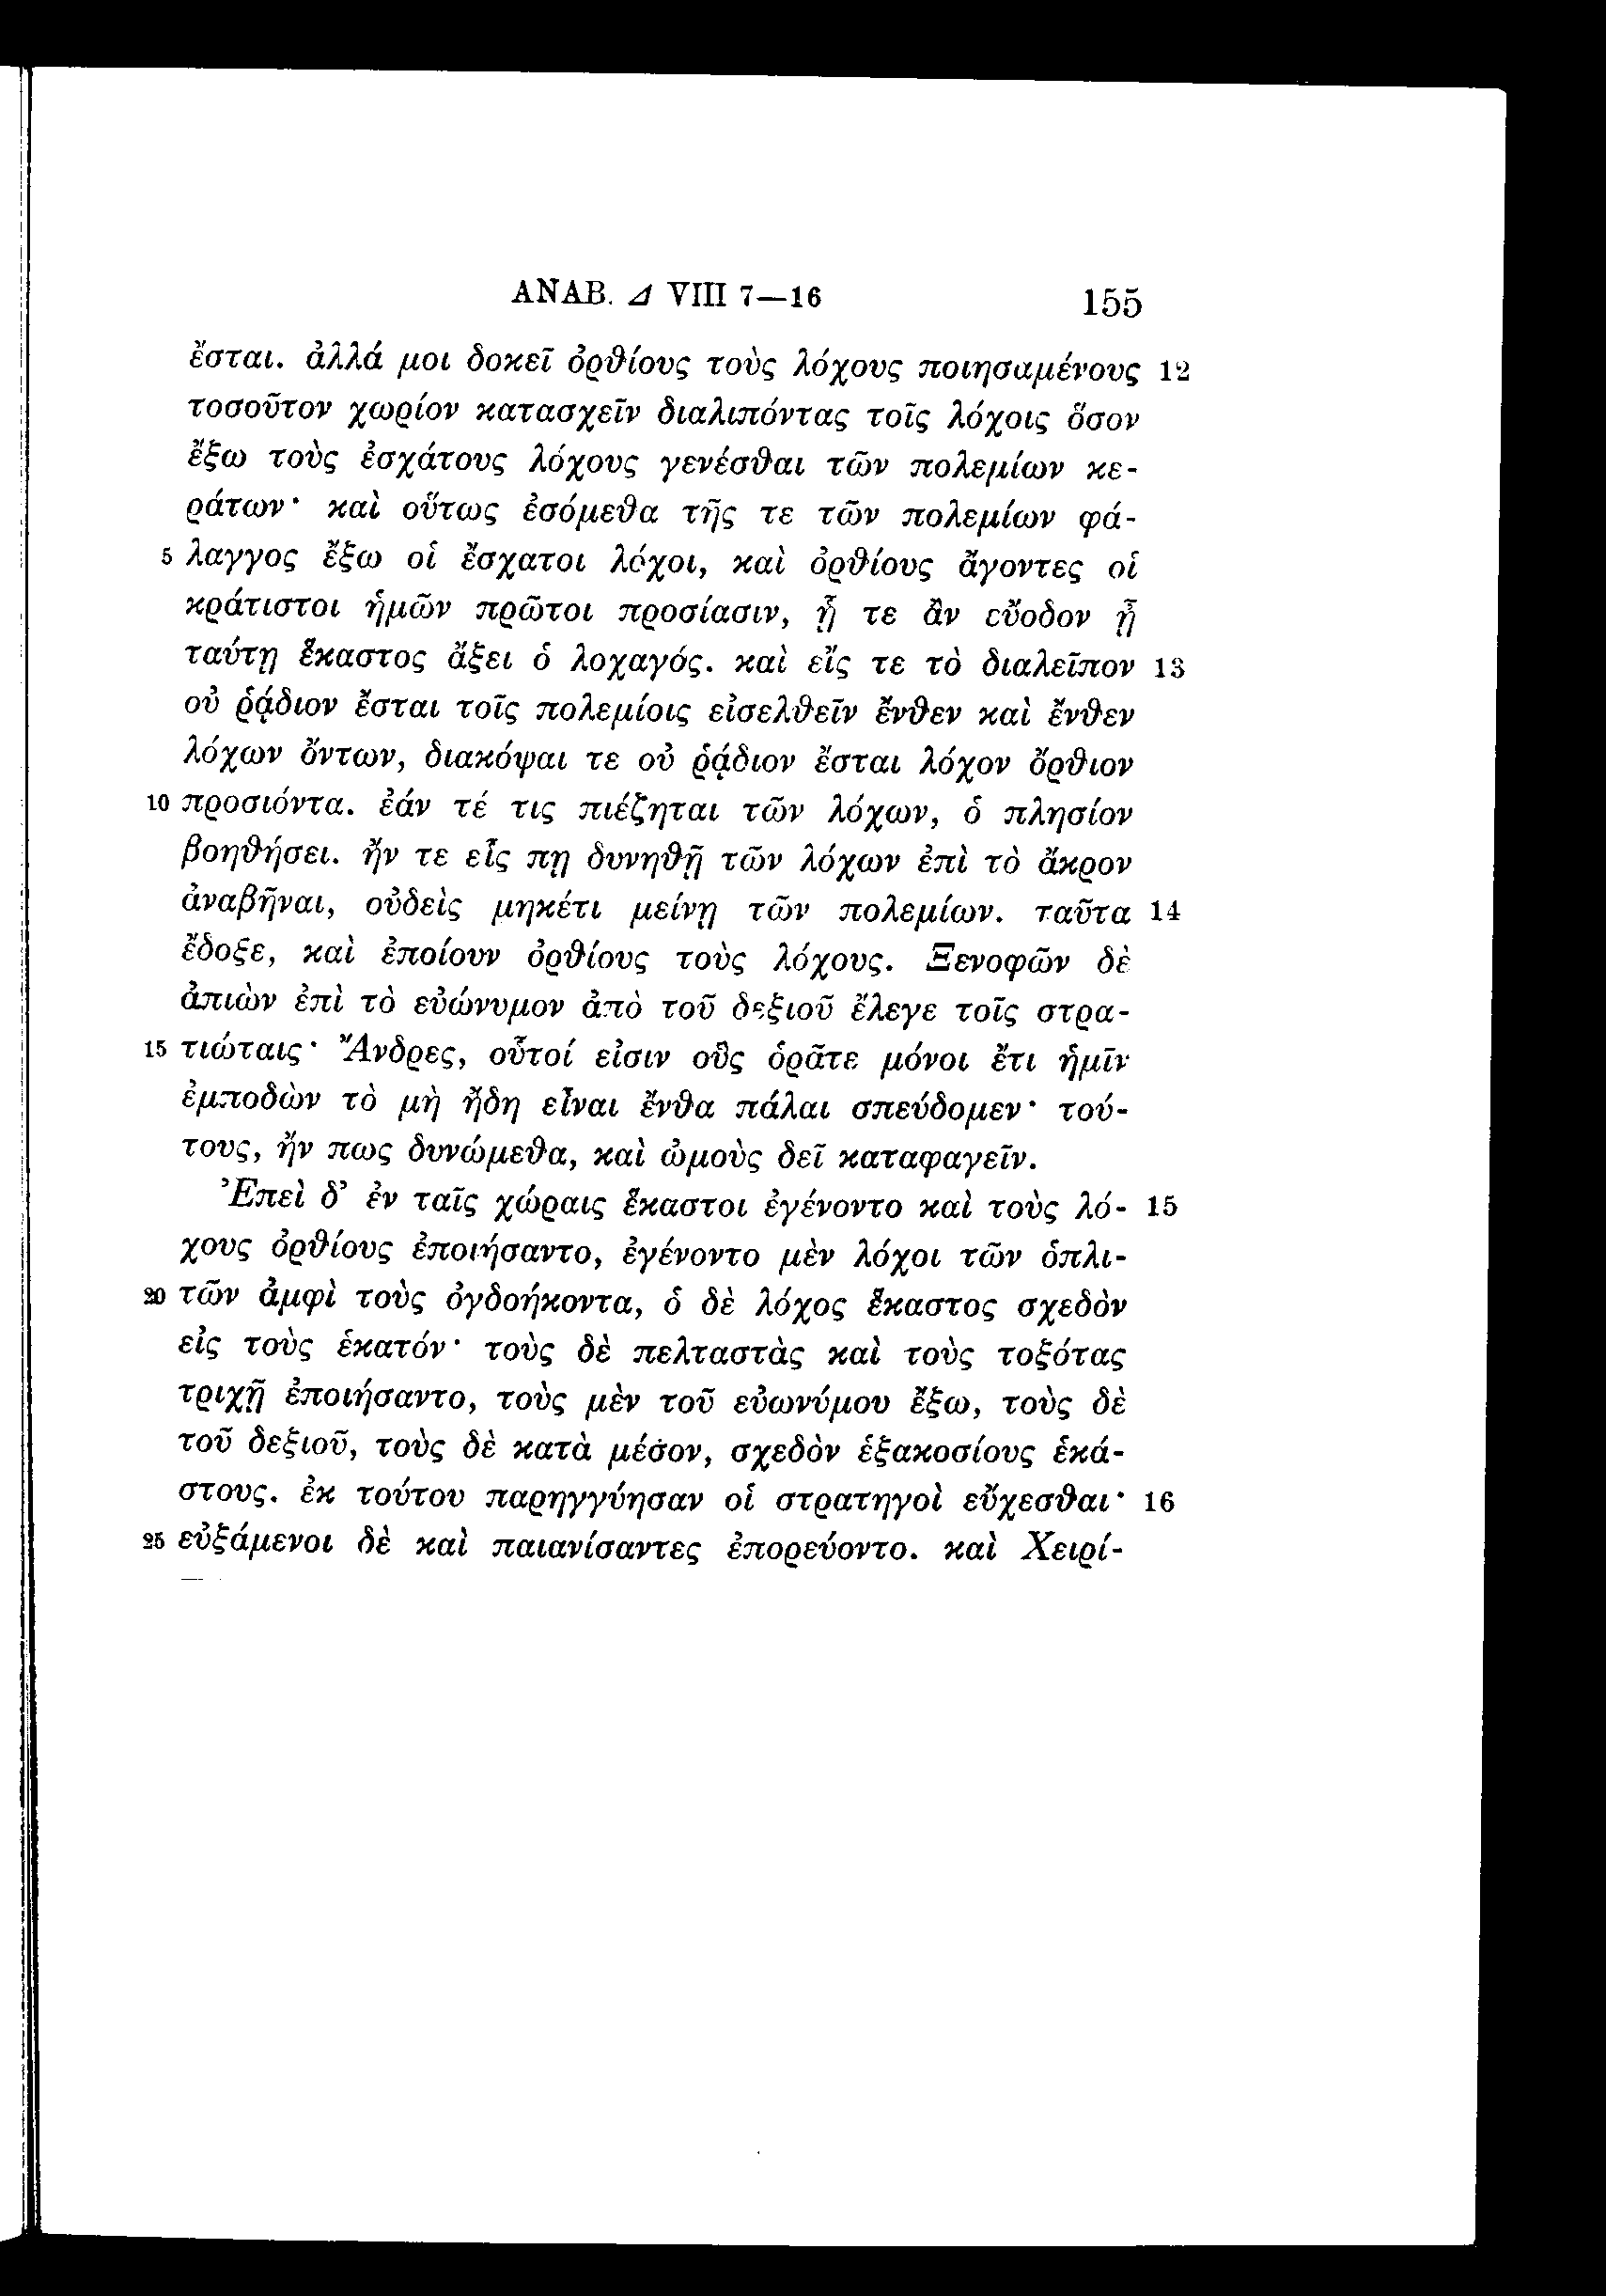 ΑΝΑΒ. Δ VIII 7—16 155
ἔσται. ἀλλά μοι δοκεῖ ὀρθίους τοὺς λόχους ποιησαμένους 12
τοσοῦτον χωρίον κατασχεῖν διαλιπόντας τοῖς λόχοις ὅσον
ἔξω τοὺς ἐσχάτους λόχους γενέσθαι τῶν πολεμίων κε-
ράτων· καὶ οὕτως ἐσόμεθα τῆς τε τῶν πολεμίων φά-
5 λαγγος ἔξω οἱ ἔσχατοι λόχοι, καὶ ὀρθίους ἄγοντες οἱ
κράτιστοι ἡμῶν πρῶτοι προσίασιν, ᾗ τε ἂν εὔοδον ᾖ
ταύτῃ ἕκαστος ἄξει ὁ λοχαγός. καὶ εἴς τε τὸ διαλεῖπον 13
οὐ ῥᾴδιον ἔσται τοῖς πολεμίοις εἰσελθεῖν ἔνθεν καὶ ἔνθεν
λόχων ὄντων, διακόψαι τε οὐ ῥᾴδιον ἔσται λόχον ὄρθιον
10 προσιόντα. ἐάν τέ τις πιέζηται τῶν λόχων, ὁ πλησίον
βοηθήσει. ἤν τε εἷς πῃ δυνηθῇ τῶν λόχων ἐπὶ τὸ ἄκρον
ἀναβῆναι, οὐδεὶς μηκέτι μείνῃ τῶν πολεμίων. ταῦτα 14
ἔδοξε, καὶ ἐποίουν ὀρθίους τοὺς λόχους. Ξενοφῶν δὲ
ἀπιὼν ἐπὶ τὸ εὐώνυμον ἀπὸ τοῦ δεξιοῦ ἔλεγε τοῖς στρα-
15 τιώταις· Ἄνδρες, οὗτοί εἰσιν οὓς ὁρᾶτε μόνοι ἔτι ἡμῖν
ἐμποδὼν τὸ μὴ ἤδη εἶναι ἔνθα πάλαι σπεύδομεν· τού-
τους, ἤν πως δυνώμεθα, καὶ ὠμοὺς δεῖ καταφαγεῖν.
Ἐπεὶ δ’ ἐν ταῖς χώραις ἕκαστοι ἐγένοντο καὶ τοὺς λό- 15
χους ὀρθίους ἐποιήσαντο, ἐγένοντο μὲν λόχοι τῶν ὁπλι-
20 τῶν ἀμφὶ τοὺς ὀγδοήκοντα, ὁ δὲ λόχος ἕκαστος σχεδὸν
εἰς τοὺς ἑκατόν· τοὺς δὲ πελταστὰς καὶ τοὺς τοξότας
τριχῇ ἐποιήσαντο, τοὺς μὲν τοῦ εὐωνύμου ἔξω, τοὺς δὲ
τοῦ δεξιοῦ, τοὺς δὲ κατὰ μέσον, σχεδὸν ἑξακοσίους ἑκά-
στους. ἐκ τούτου παρηγγύησαν οἱ στρατηγοὶ εὔχεσθαι· 16
25 εὐξάμενοι δὲ καὶ παιανίσαντες ἐπορεύοντο. καὶ Χειρί-